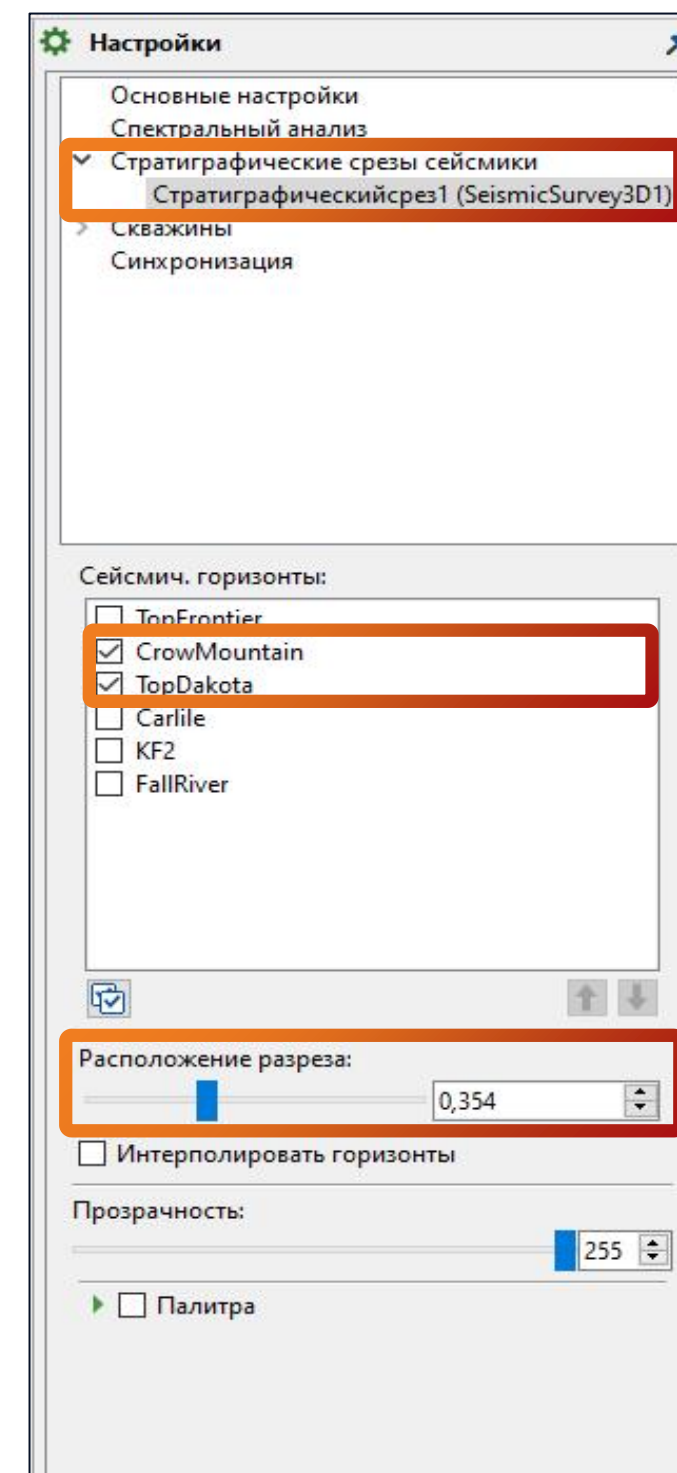 Настройки
Основные настройки
Спектральный анализ
Стратиграфические срезы сейсмики
Стратиграфическийсрез1 (SeismicSurvey3D1)
Скважины
Синхронизация
Сейсмич. горизонты:
TopFrontier
CrowMountain
TopDakota
Carlile
KF2
FallRiver
Расположение разреза:
0,354
Интерполировать горизонты
Прозрачность:
255
Палитра